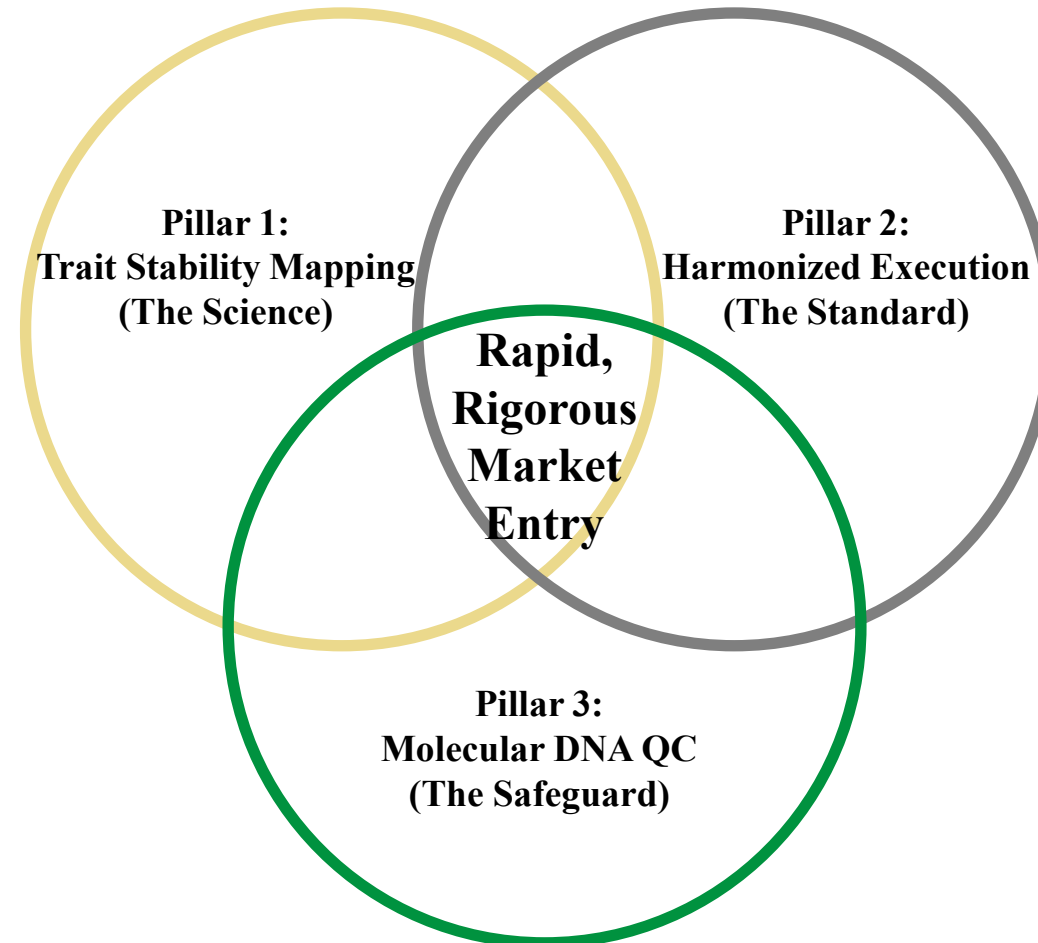 Pillar 1:
Trait Stability Mapping
(The Science)
Pillar 2:
Harmonized Execution
(The Standard)
Rapid,
Rigorous
Market
Entry
Pillar 3:
Molecular DNA QC
(The Safeguard)